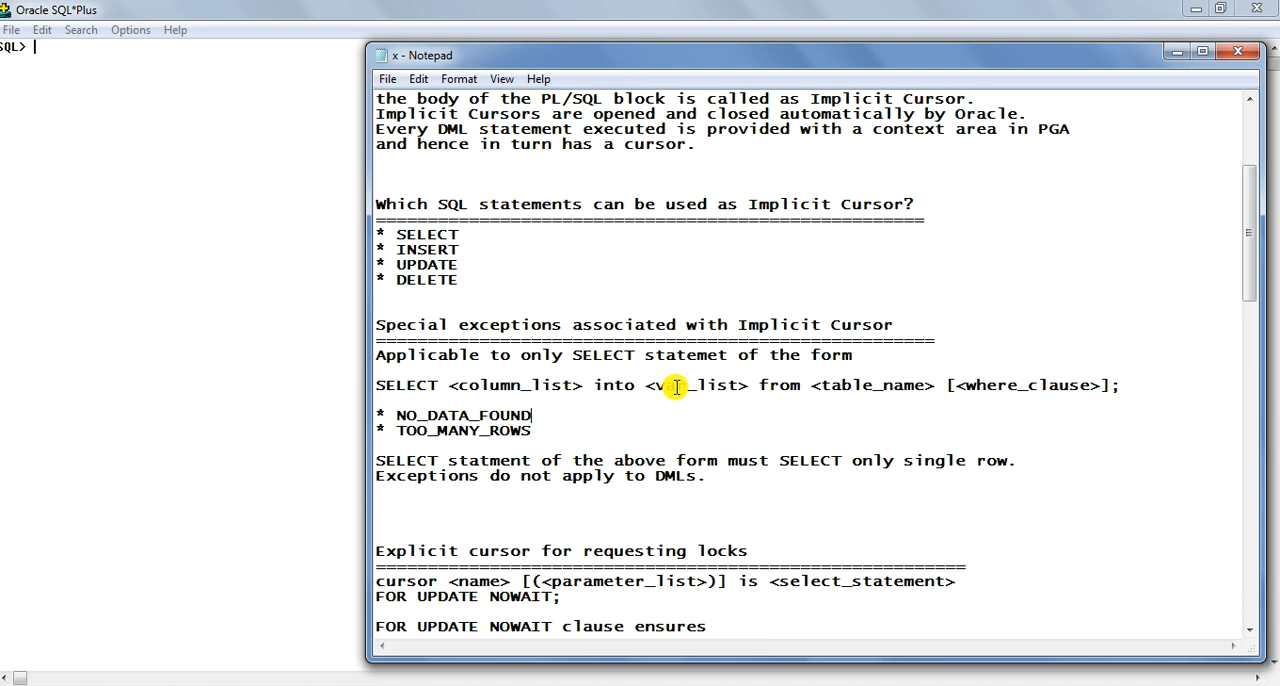 Oracle SQL*Plus
File Edit Search Options Help
SQL>
x - Notepad
File Edit Format View Help
the body of the PL/SQL block is called as Implicit Cursor.
Implicit Cursors are opened and closed automatically by Oracle.
Every DML statement executed is provided with a context area in PGA
and hence in turn has a cursor.
Which SQL statements can be used as Implicit Cursor?
=====================================================
* SELECT
* INSERT
* UPDATE
* DELETE
Special exceptions associated with Implicit Cursor
======================================================
Applicable to only SELECT statemet of the form
SELECT <column_list> into <var_list> from <table_name> [<where_clause>];
* NO_DATA_FOUND
* TOO_MANY_ROWS
SELECT statment of the above form must SELECT only single row.
Exceptions do not apply to DMLs.
Explicit cursor for requesting locks
=========================================================
cursor <name> [(<parameter_list>)] is <select_statement>
FOR UPDATE NOWAIT;
FOR UPDATE NOWAIT clause ensures